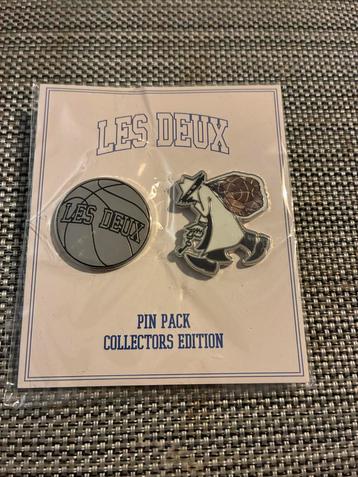 LES DEUX
LES DEUX
PIN PACK
COLLECTORS EDITION